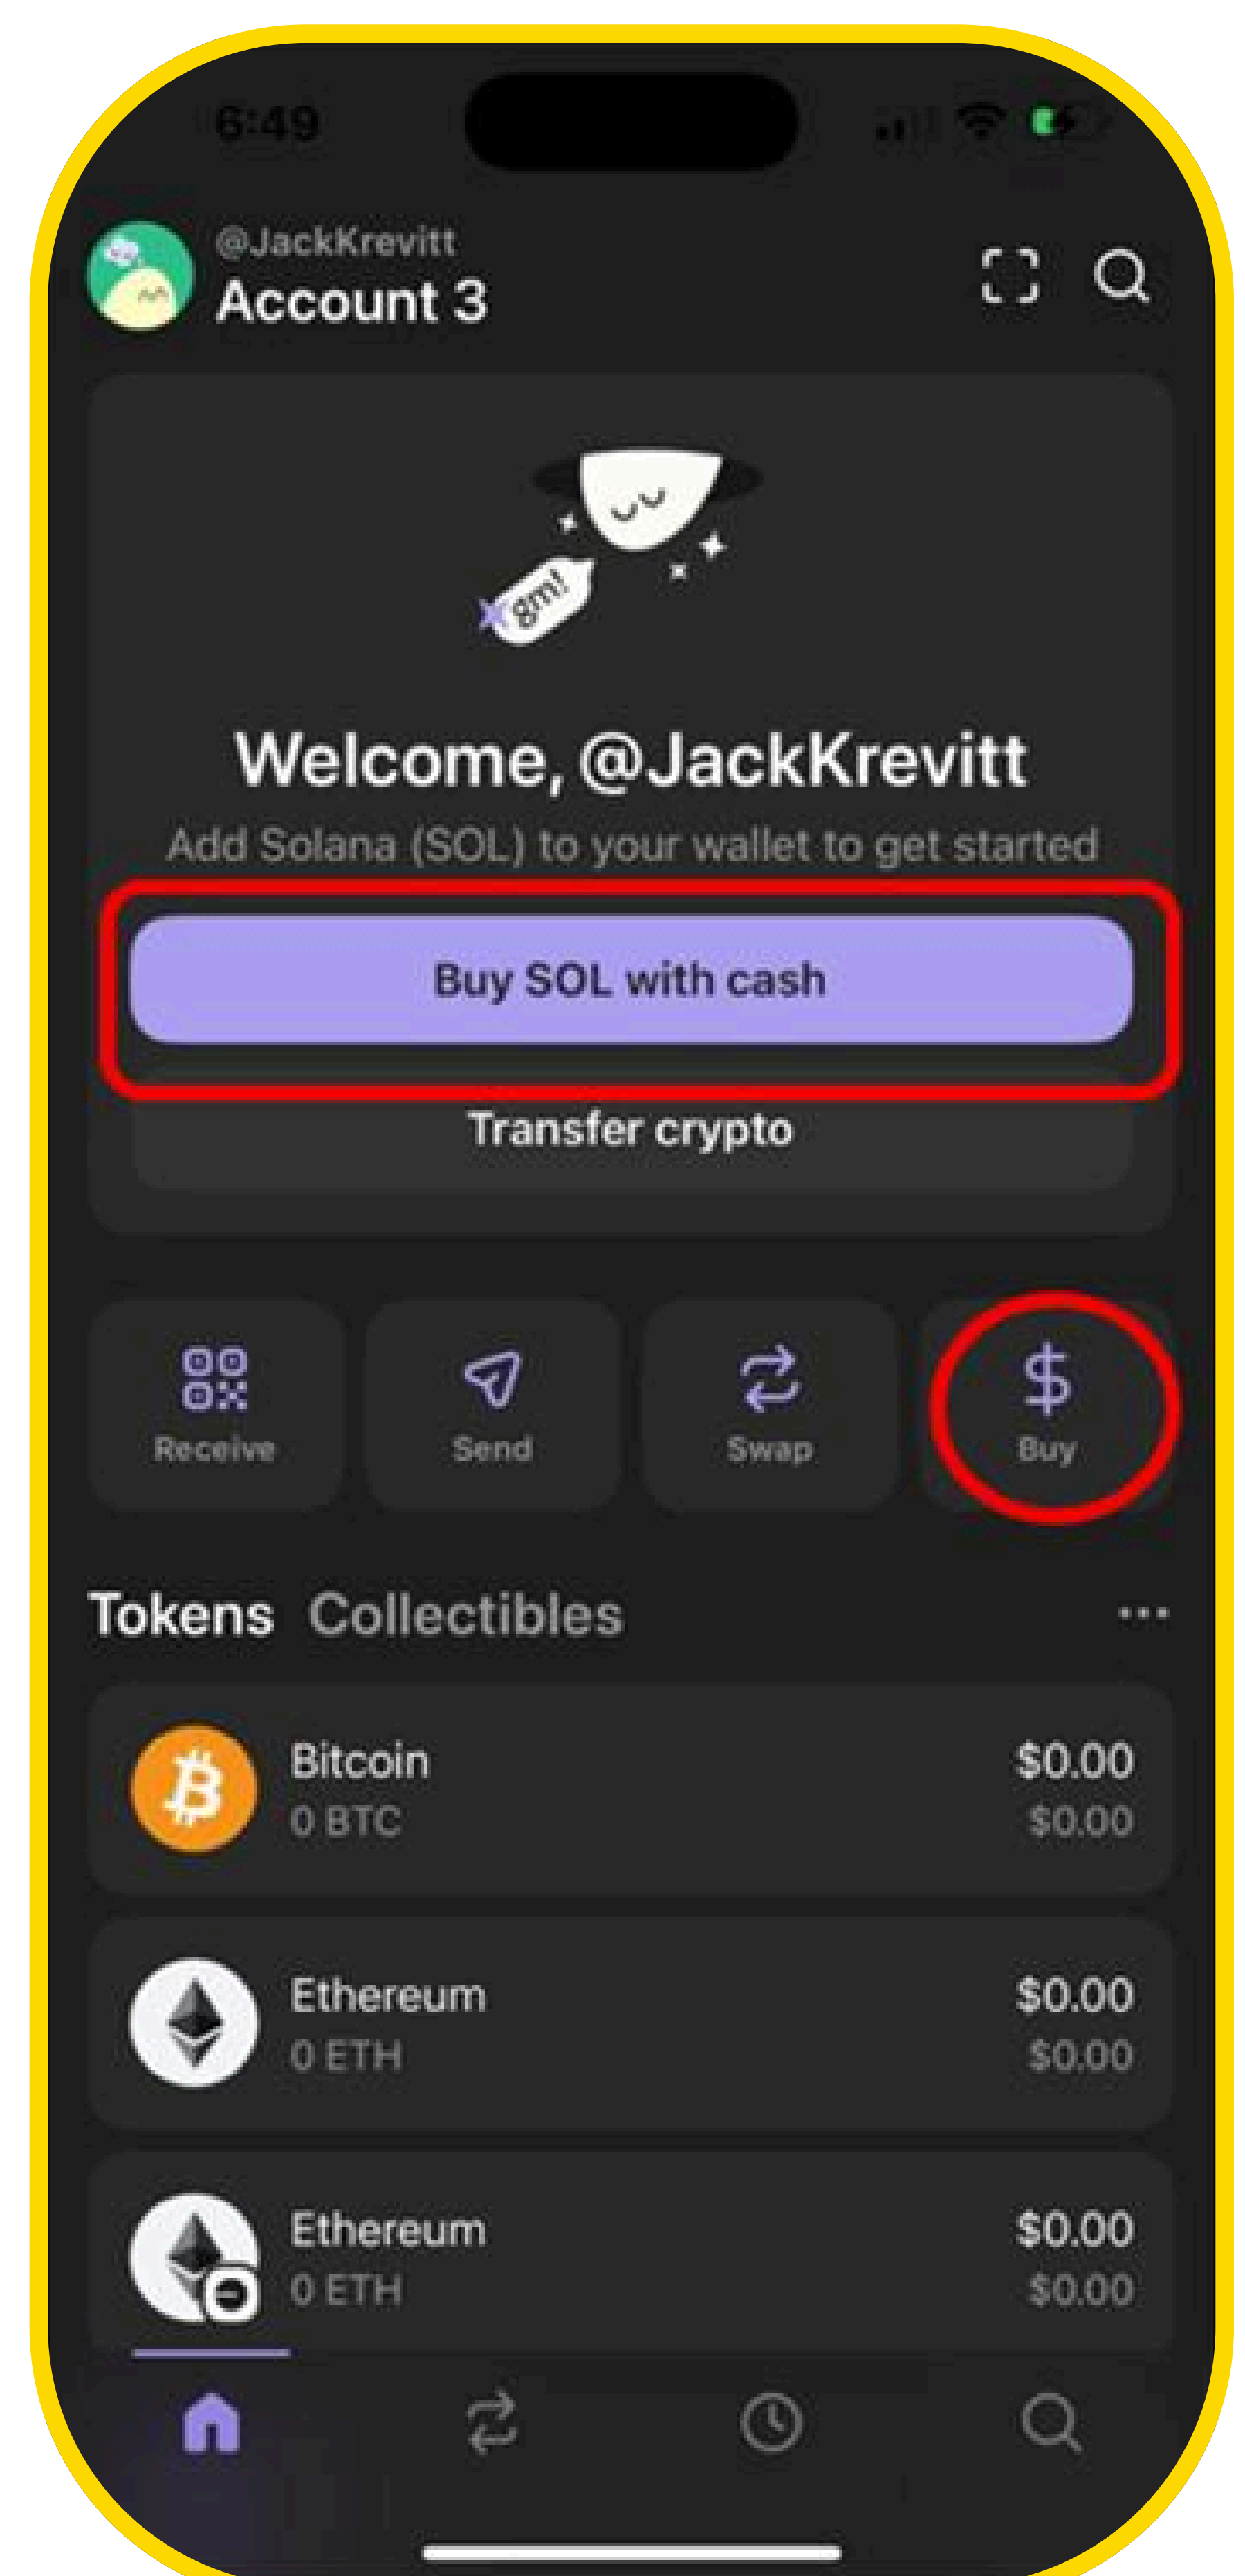 6:49
@JackKrevitt
Account 3
gm!
Welcome, @JackKrevitt
Add Solana (SOL) to your wallet to get started
Buy SOL with cash
Transfer crypto
Receive
Send
Swap
Buy
Tokens
Collectibles
Bitcoin
$0.00
0 BTC
$0.00
Ethereum
$0.00
0 ETH
$0.00
Ethereum
$0.00
0 ETH
$0.00